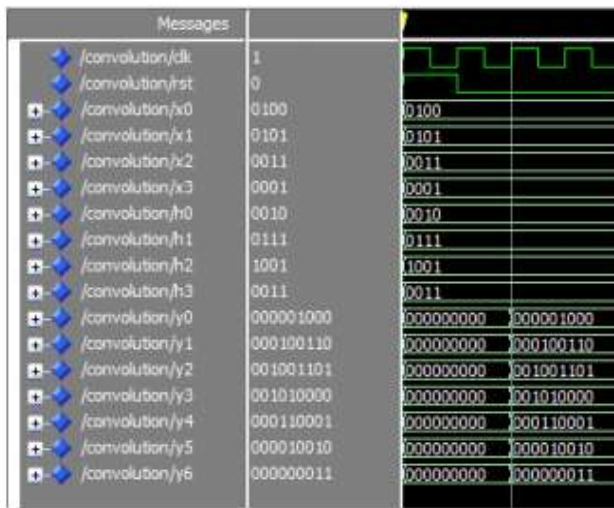 Messages
/convolution/clk 1
/convolution/rst 0
/convolution/x0 0100 0100
/convolution/x1 0101 0101
/convolution/x2 0011 0011
/convolution/x3 0001 0001
/convolution/h0 0010 0010
/convolution/h1 0111 0111
/convolution/h2 1001 1001
/convolution/h3 0011 0011
/convolution/y0 000001000 000000000 000001000
/convolution/y1 000100110 000000000 000100110
/convolution/y2 001001101 000000000 001001101
/convolution/y3 001010000 000000000 001010000
/convolution/y4 000110001 000000000 000110001
/convolution/y5 000010010 000000000 000010010
/convolution/y6 000000011 000000000 000000011